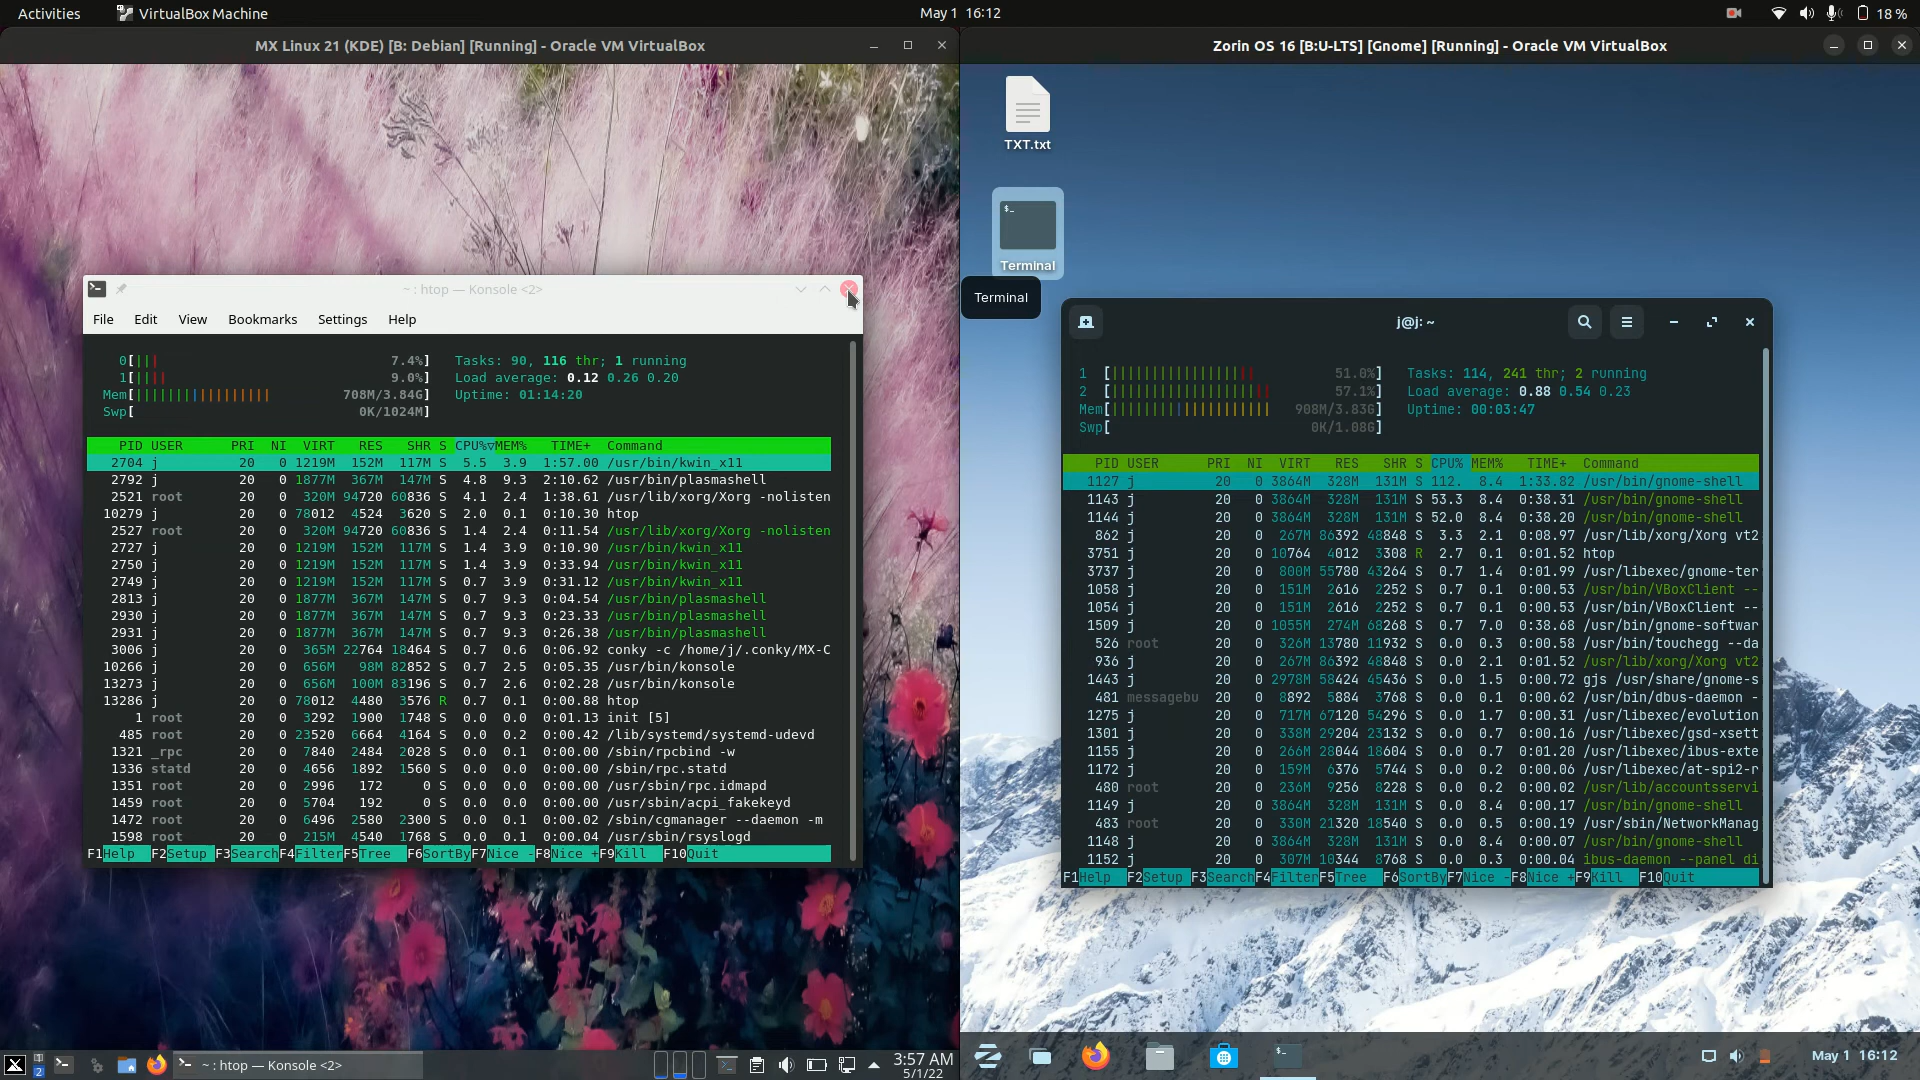 Activities VirtualBox Machine May 1 16:12 18 %
MX Linux 21 (KDE) [B: Debian] [Running] - Oracle VM VirtualBox
~ : htop — Konsole <2>
File Edit View Bookmarks Settings Help
0[||| 7.4%] Tasks: 90, 116 thr; 1 running
1[|||| 9.0%] Load average: 0.12 0.26 0.20
Mem[||||||||||||||||| 708M/3.84G] Uptime: 01:14:20
Swp[ 0K/1024M]
PID USER PRI NI VIRT RES SHR S CPU%▽MEM% TIME+ Command
2704 j 20 0 1219M 152M 117M S 5.5 3.9 1:57.00 /usr/bin/kwin_x11
2792 j 20 0 1877M 367M 147M S 4.8 9.3 2:10.62 /usr/bin/plasmashell
2521 root 20 0 320M 94720 60836 S 4.1 2.4 1:38.61 /usr/lib/xorg/Xorg -nolisten
10279 j 20 0 78012 4524 3620 S 2.0 0.1 0:10.30 htop
2527 root 20 0 320M 94720 60836 S 1.4 2.4 0:11.54 /usr/lib/xorg/Xorg -nolisten
2727 j 20 0 1219M 152M 117M S 1.4 3.9 0:10.90 /usr/bin/kwin_x11
2750 j 20 0 1219M 152M 117M S 1.4 3.9 0:33.94 /usr/bin/kwin_x11
2749 j 20 0 1219M 152M 117M S 0.7 3.9 0:31.12 /usr/bin/kwin_x11
2813 j 20 0 1877M 367M 147M S 0.7 9.3 0:04.54 /usr/bin/plasmashell
2930 j 20 0 1877M 367M 147M S 0.7 9.3 0:23.33 /usr/bin/plasmashell
2931 j 20 0 1877M 367M 147M S 0.7 9.3 0:26.38 /usr/bin/plasmashell
3006 j 20 0 365M 22764 18464 S 0.7 0.6 0:06.92 conky -c /home/j/.conky/MX-C
10266 j 20 0 656M 98M 82852 S 0.7 2.5 0:05.35 /usr/bin/konsole
13273 j 20 0 656M 100M 83196 S 0.7 2.6 0:02.28 /usr/bin/konsole
13286 j 20 0 78012 4480 3576 R 0.7 0.1 0:00.88 htop
1 root 20 0 3292 1900 1748 S 0.0 0.0 0:01.13 init [5]
485 root 20 0 23520 6664 4164 S 0.0 0.2 0:00.42 /lib/systemd/systemd-udevd
1321 _rpc 20 0 7840 2484 2028 S 0.0 0.1 0:00.00 /sbin/rpcbind -w
1336 statd 20 0 4656 1892 1560 S 0.0 0.0 0:00.00 /sbin/rpc.statd
1351 root 20 0 2996 172 0 S 0.0 0.0 0:00.00 /usr/sbin/rpc.idmapd
1459 root 20 0 5704 192 0 S 0.0 0.0 0:00.00 /usr/sbin/acpi_fakekeyd
1472 root 20 0 6496 2580 2300 S 0.0 0.1 0:00.02 /sbin/cgmanager --daemon -m
1598 root 20 0 215M 4540 1768 S 0.0 0.1 0:00.04 /usr/sbin/rsyslogd
F1Help F2Setup F3SearchF4FilterF5Tree F6SortByF7Nice -F8Nice +F9Kill F10Quit
1
2
~ : htop — Konsole <2>
3:57 AM
5/1/22
Zorin OS 16 [B:U-LTS] [Gnome] [Running] - Oracle VM VirtualBox
TXT.txt
$_
Terminal
Terminal
j@j: ~
1 [|||||||||||||||||| 51.0%] Tasks: 114, 241 thr; 2 running
2 [|||||||||||||||||||| 57.1%] Load average: 0.88 0.54 0.23
Mem[|||||||||||||||||||| 908M/3.83G] Uptime: 00:03:47
Swp[ 0K/1.08G]
PID USER PRI NI VIRT RES SHR S CPU% MEM% TIME+ Command
1127 j 20 0 3864M 328M 131M S 112. 8.4 1:33.82 /usr/bin/gnome-shell
1143 j 20 0 3864M 328M 131M S 53.3 8.4 0:38.31 /usr/bin/gnome-shell
1144 j 20 0 3864M 328M 131M S 52.0 8.4 0:38.20 /usr/bin/gnome-shell
862 j 20 0 267M 86392 48848 S 3.3 2.1 0:08.97 /usr/lib/xorg/Xorg vt2
3751 j 20 0 10764 4012 3308 R 2.7 0.1 0:01.52 htop
3737 j 20 0 800M 55780 43264 S 0.7 1.4 0:01.99 /usr/libexec/gnome-ter
1058 j 20 0 151M 2616 2252 S 0.7 0.1 0:00.53 /usr/bin/VBoxClient --
1054 j 20 0 151M 2616 2252 S 0.7 0.1 0:00.53 /usr/bin/VBoxClient --
1509 j 20 0 1055M 274M 68268 S 0.7 7.0 0:38.68 /usr/bin/gnome-softwar
526 root 20 0 326M 13780 11932 S 0.0 0.3 0:00.58 /usr/bin/touchegg --da
936 j 20 0 267M 86392 48848 S 0.0 2.1 0:01.52 /usr/lib/xorg/Xorg vt2
1443 j 20 0 2978M 58424 45436 S 0.0 1.5 0:00.72 gjs /usr/share/gnome-s
481 messagebu 20 0 8892 5884 3768 S 0.0 0.1 0:00.62 /usr/bin/dbus-daemon -
1275 j 20 0 717M 67120 54296 S 0.0 1.7 0:00.31 /usr/libexec/evolution
1301 j 20 0 338M 29204 23132 S 0.0 0.7 0:00.16 /usr/libexec/gsd-xsett
1155 j 20 0 266M 28044 18604 S 0.0 0.7 0:01.20 /usr/libexec/ibus-exte
1172 j 20 0 159M 6376 5744 S 0.0 0.2 0:00.06 /usr/libexec/at-spi2-r
480 root 20 0 236M 9256 8228 S 0.0 0.2 0:00.02 /usr/lib/accountsservi
1149 j 20 0 3864M 328M 131M S 0.0 8.4 0:00.17 /usr/bin/gnome-shell
483 root 20 0 330M 21320 18540 S 0.0 0.5 0:00.19 /usr/sbin/NetworkManag
1148 j 20 0 3864M 328M 131M S 0.0 8.4 0:00.07 /usr/bin/gnome-shell
1152 j 20 0 307M 10344 8768 S 0.0 0.3 0:00.04 ibus-daemon --panel di
F1Help F2Setup F3SearchF4FilterF5Tree F6SortByF7Nice -F8Nice +F9Kill F10Quit
May 1 16:12